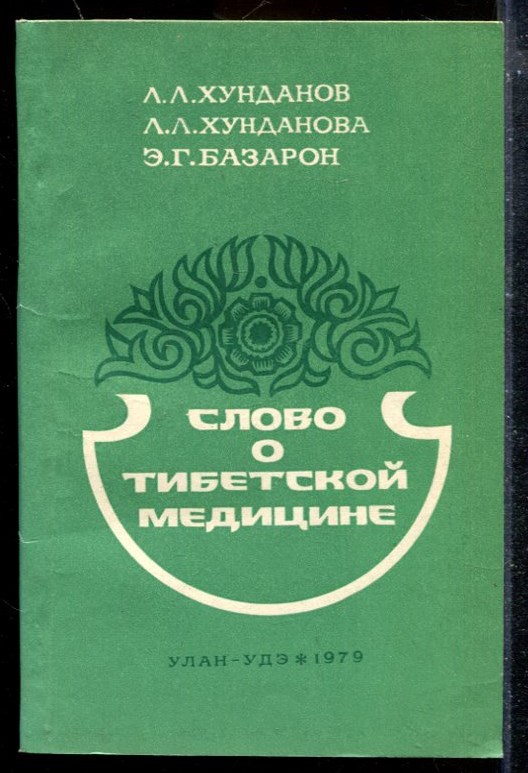 Л.Л.ХУНДАНОВ
Л.Л.ХУНДАНОВА
Э.Г.БАЗАРОН
СЛОВО
О
ТИБЕТСКОЙ
МЕДИЦИНЕ
УЛАН-УДЭ * 1979